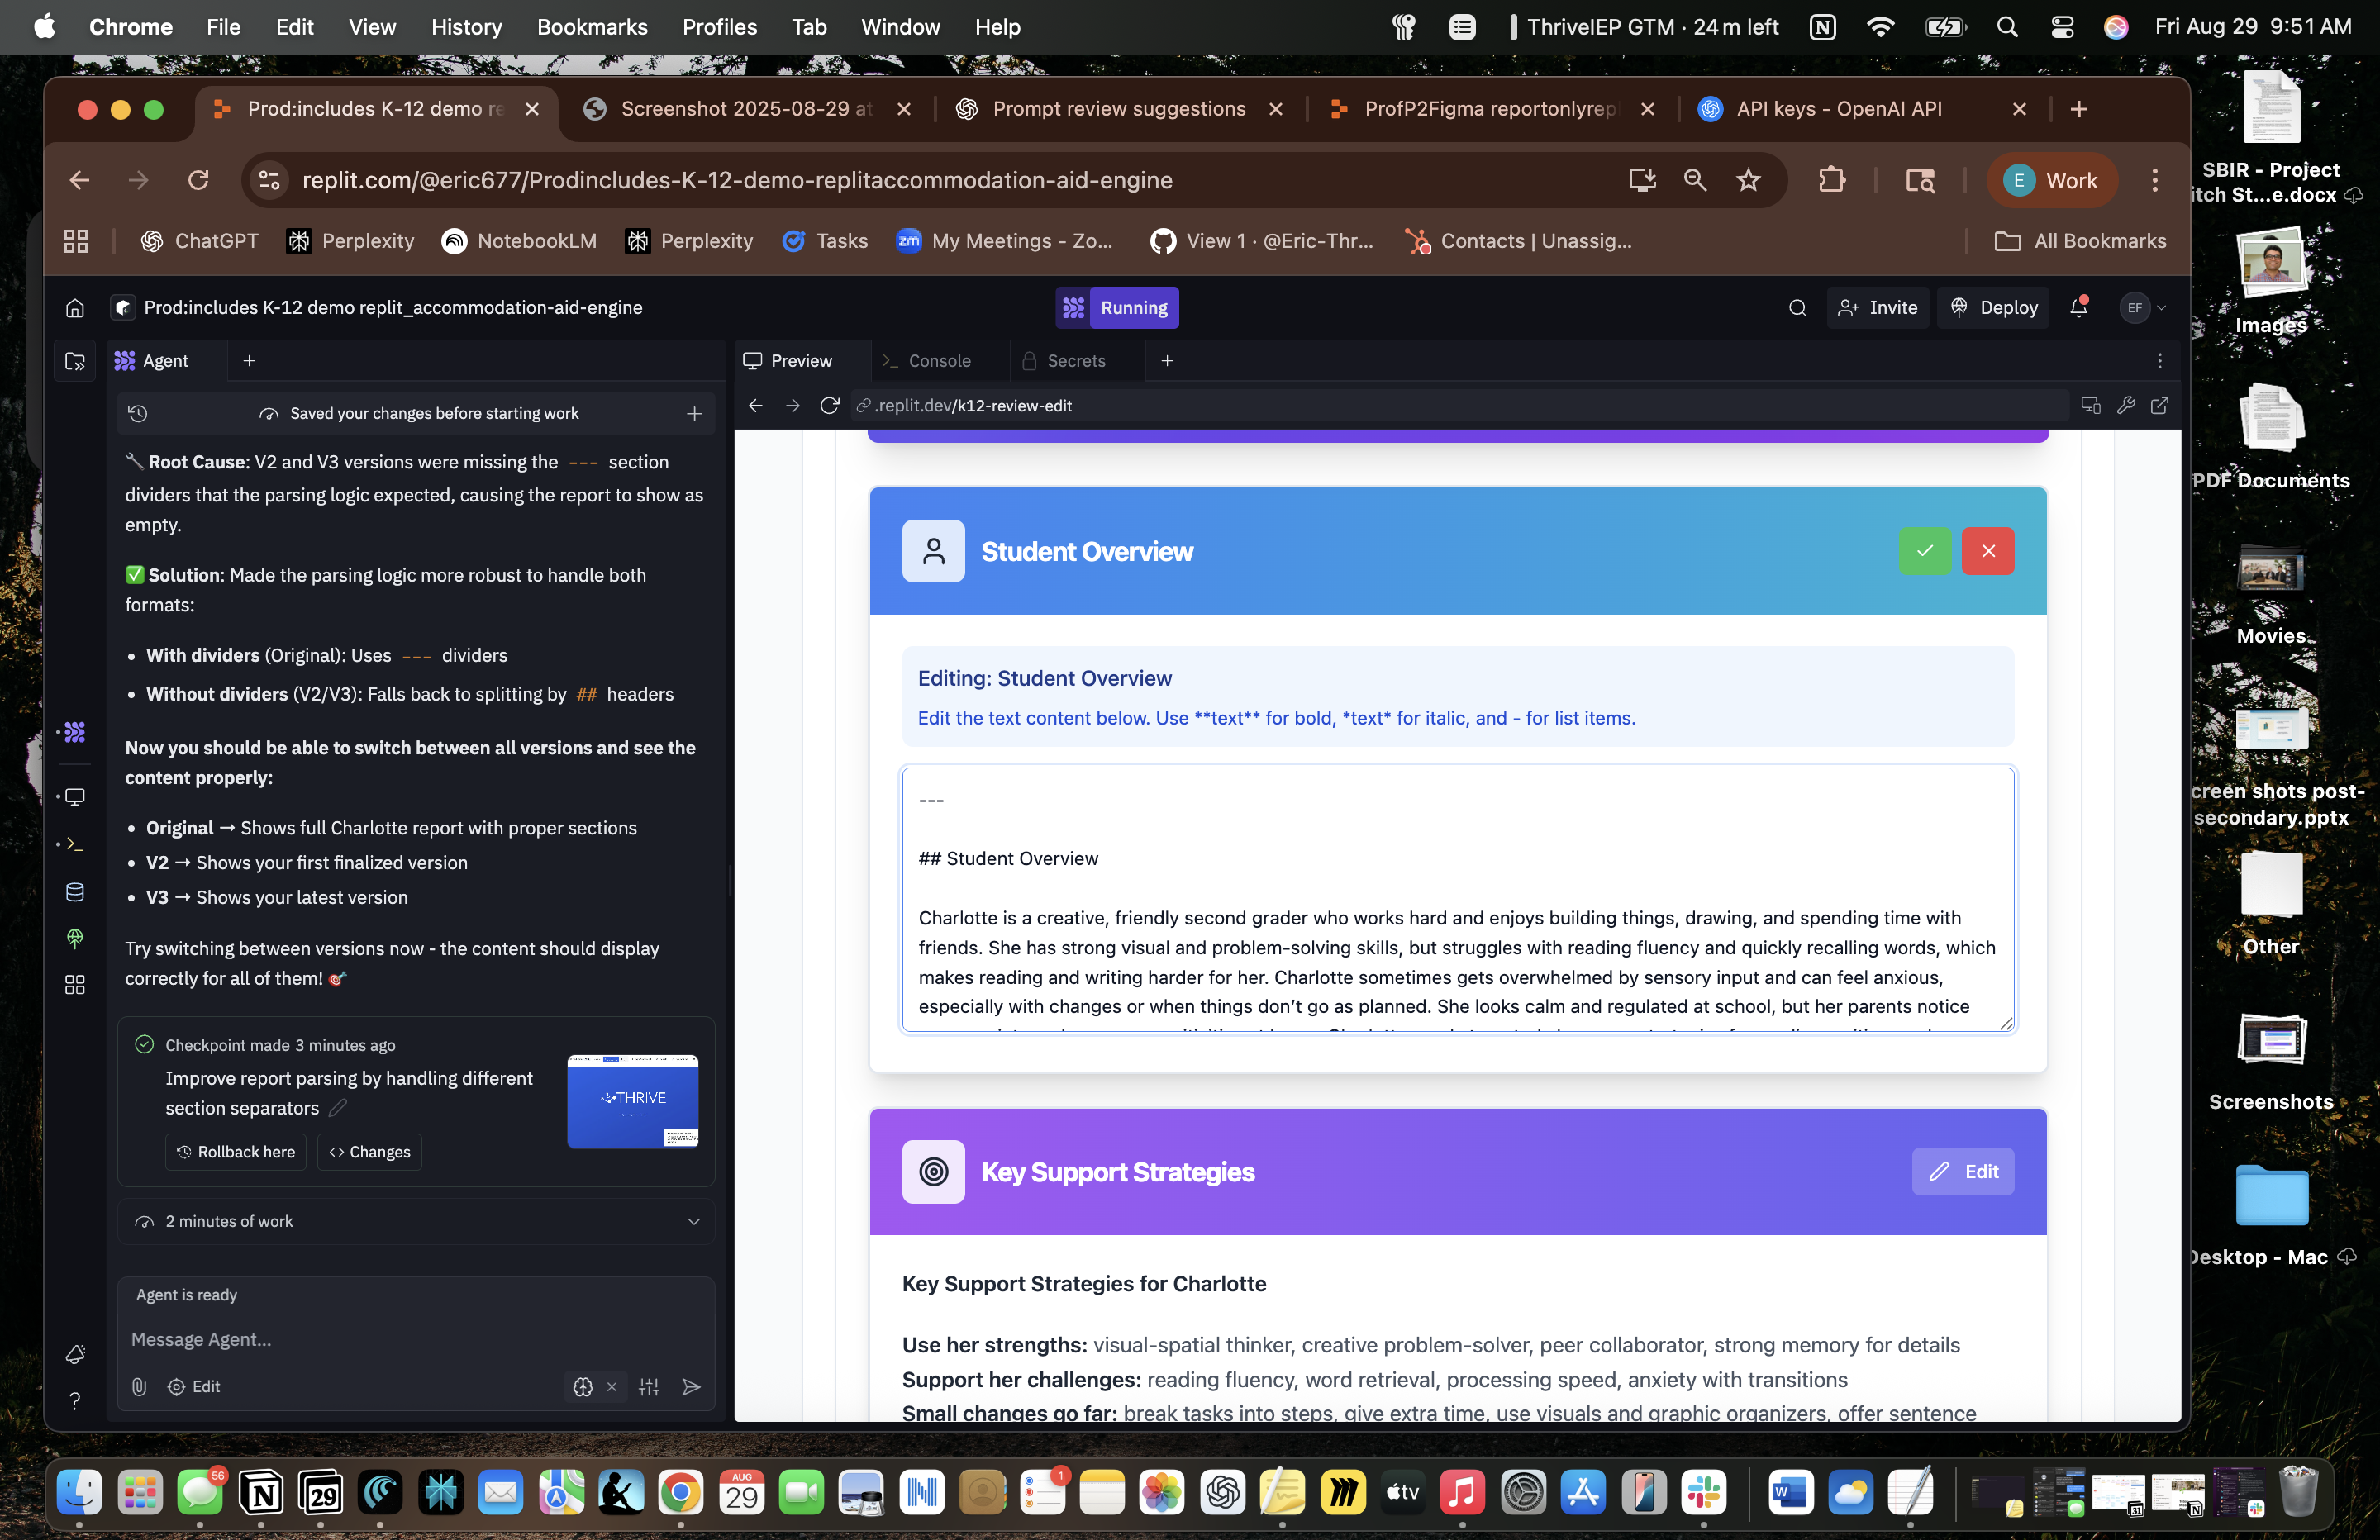 Chrome File Edit View History Bookmarks Profiles Tab Window Help
ThriveIEP GTM · 24 m left
Fri Aug 29 9:51 AM
Prod:includes K-12 demo re
Screenshot 2025-08-29 at
Prompt review suggestions
ProfP2Figma reportonlyrep
API keys - OpenAI API
replit.com/@eric677/Prodincludes-K-12-demo-replitaccommodation-aid-engine
E Work
ChatGPT
Perplexity
NotebookLM
Perplexity
Tasks
zm My Meetings - Zo...
View 1 · @Eric-Thr...
Contacts | Unassig...
All Bookmarks
Prod:includes K-12 demo replit_accommodation-aid-engine
Running
Invite
Deploy
EF
Agent
Preview
Console
Secrets
.replit.dev/k12-review-edit
Saved your changes before starting work
Root Cause: V2 and V3 versions were missing the --- section
dividers that the parsing logic expected, causing the report to show as
empty.
Solution: Made the parsing logic more robust to handle both
formats:
• With dividers (Original): Uses --- dividers
• Without dividers (V2/V3): Falls back to splitting by ## headers
Now you should be able to switch between all versions and see the
content properly:
• Original → Shows full Charlotte report with proper sections
• V2 → Shows your first finalized version
• V3 → Shows your latest version
Try switching between versions now - the content should display
correctly for all of them!
Checkpoint made 3 minutes ago
Improve report parsing by handling different
section separators
THRIVE
Rollback here
Changes
2 minutes of work
Agent is ready
Message Agent...
Edit
Student Overview
Editing: Student Overview
Edit the text content below. Use **text** for bold, *text* for italic, and - for list items.
---
## Student Overview
Charlotte is a creative, friendly second grader who works hard and enjoys building things, drawing, and spending time with
friends. She has strong visual and problem-solving skills, but struggles with reading fluency and quickly recalling words, which
makes reading and writing harder for her. Charlotte sometimes gets overwhelmed by sensory input and can feel anxious,
especially with changes or when things don't go as planned. She looks calm and regulated at school, but her parents notice
Key Support Strategies
Edit
Key Support Strategies for Charlotte
Use her strengths: visual-spatial thinker, creative problem-solver, peer collaborator, strong memory for details
Support her challenges: reading fluency, word retrieval, processing speed, anxiety with transitions
Small changes go far: break tasks into steps, give extra time, use visuals and graphic organizers, offer sentence
SBIR - Project
itch St...e.docx
Images
PDF Documents
Movies
creen shots post-
secondary.pptx
Other
Screenshots
Desktop - Mac
56
29
AUG
29
1
tv
W